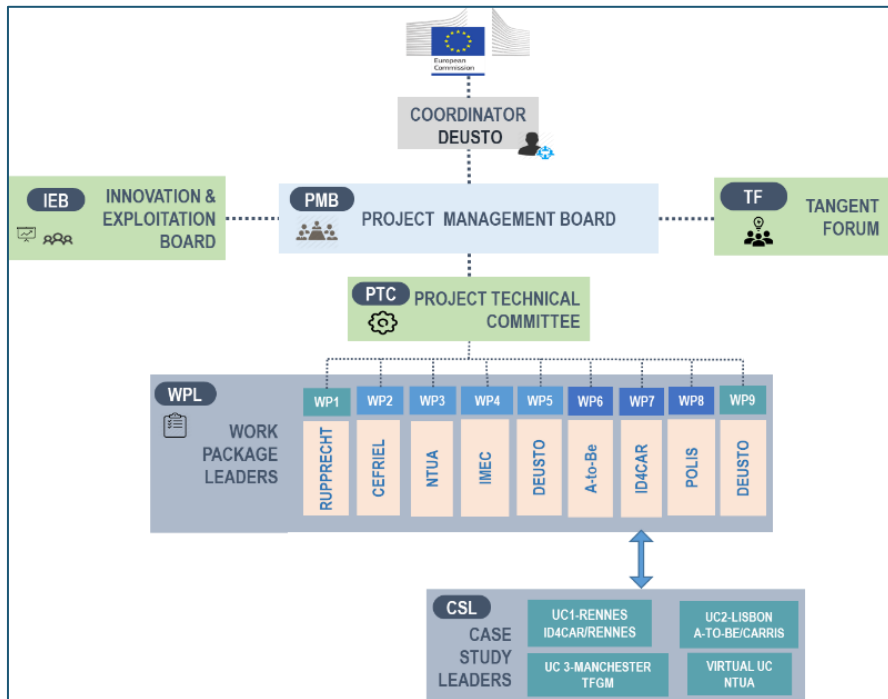 European
Commission
COORDINATOR
DEUSTO
IEB
INNOVATION &
EXPLOITATION
BOARD
PMB
PROJECT MANAGEMENT BOARD
TF
TANGENT
FORUM
PTC
PROJECT TECHNICAL
COMMITTEE
WPL
WORK
PACKAGE
LEADERS
WP1
WP2
WP3
WP4
WP5
WP6
WP7
WP8
WP9
RUPPRECHT
CEFRIEL
NTUA
IMEC
DEUSTO
A-to-Be
ID4CAR
POLIS
DEUSTO
CSL
CASE
STUDY
LEADERS
UC1-RENNES
ID4CAR/RENNES
UC2-LISBON
A-TO-BE/CARRIS
UC 3-MANCHESTER
TFGM
VIRTUAL UC
NTUA